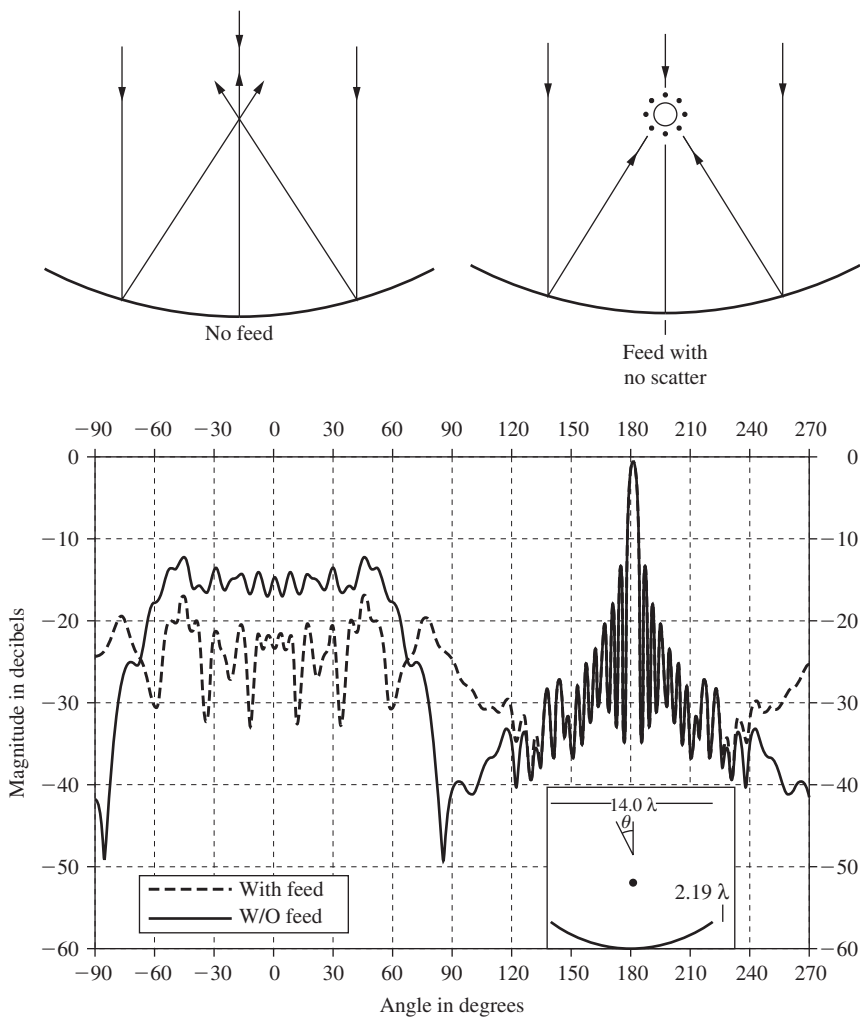 No feed
Feed with
no scatter
−90 −60 −30 0 30 60 90 120 150 180 210 240 270
0 0
−10 −10
−20 −20
−30 −30
−40 −40
−50 −50
−60 −60
Magnitude in decibels
14.0 λ
θ
2.19 λ
With feed
W/O feed
−90 −60 −30 0 30 60 90 120 150 180 210 240 270
Angle in degrees